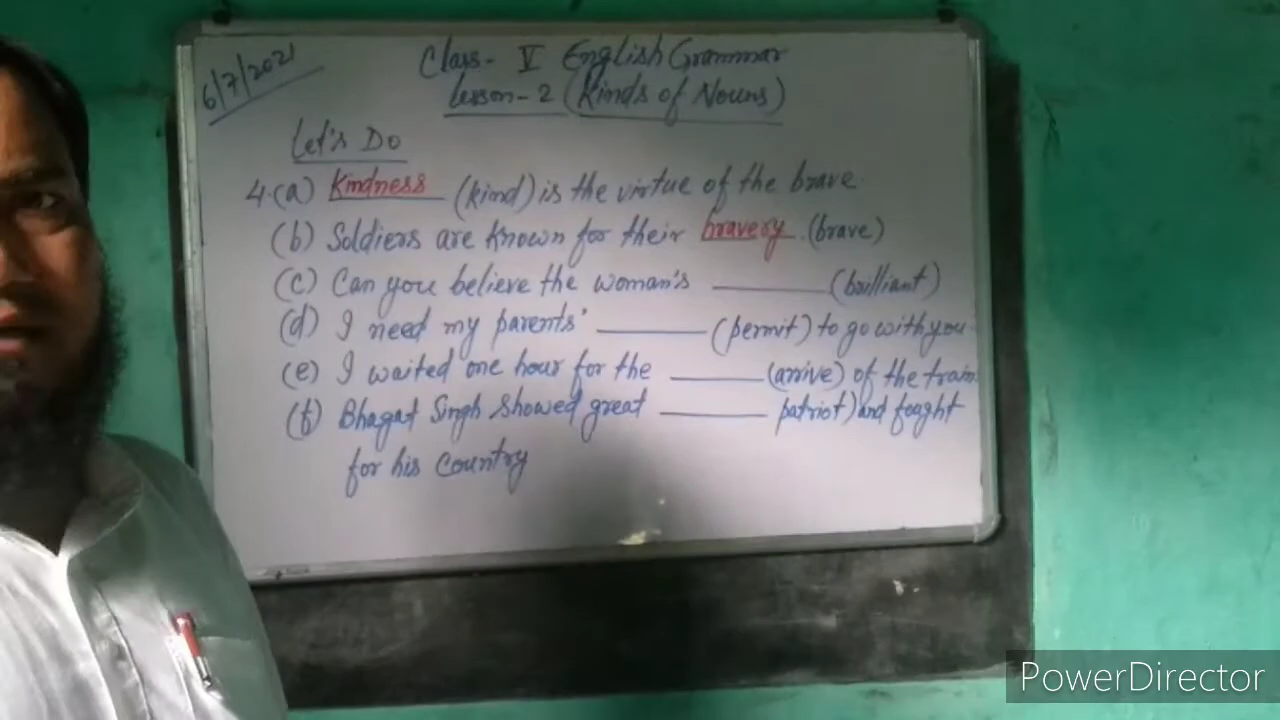 6/7/2021
Class- V English Grammar
Lesson-2 (Kinds of Nouns)
Let's Do
4.(a) Kindness (kind) is the virtue of the brave.
(b) Soldiers are known for their bravery. (brave)
(c) Can you believe the woman's ______ (brilliant)
(d) I need my parents' ______ (permit) to go with you.
(e) I waited one hour for the ______ (arrive) of the train.
(f) Bhagat Singh showed great ______ patriot) and fought
for his country
PowerDirector